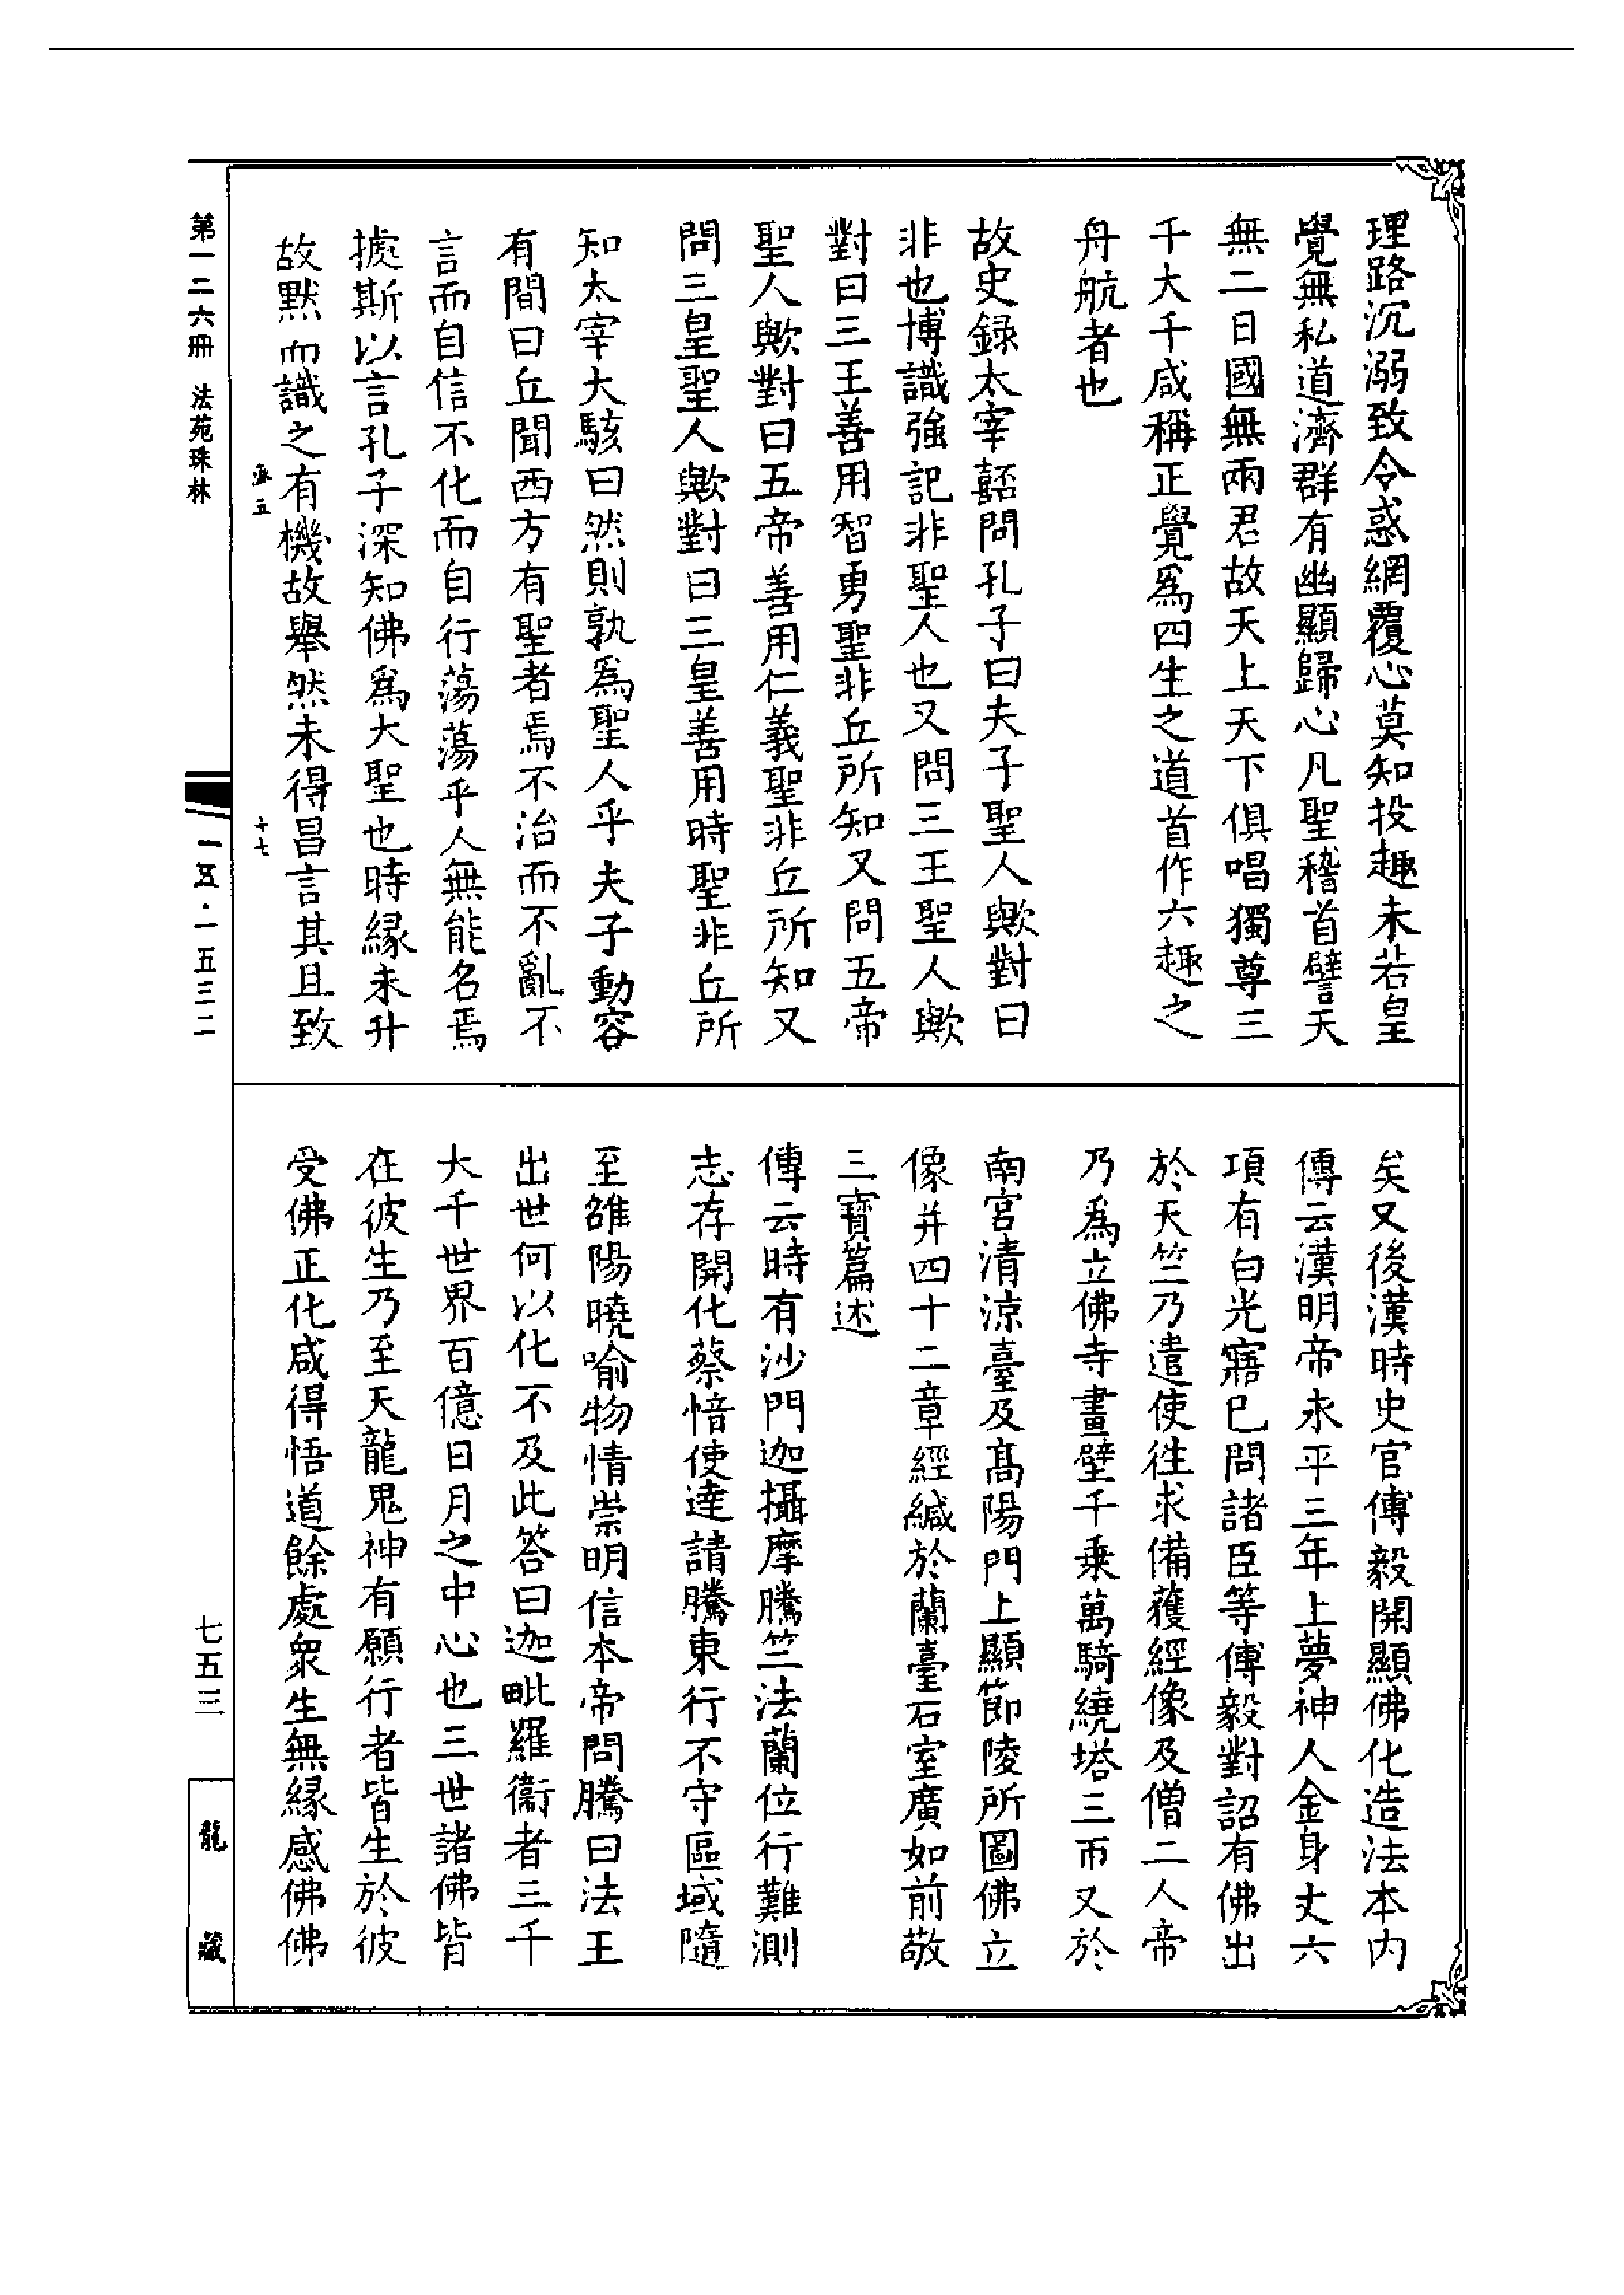 理路沉溺致令惑網覆心莫知投趣未若皇
覺無私道濟群有幽顯歸心凡聖稽首譬天
無二日國無兩君故天上天下俱唱獨尊三
千大千咸稱正覺為四生之道首作六趣之
舟航者也
故史録太宰嚭問孔子曰夫子聖人歟對曰
非也博識強記非聖人也又問三王聖人歟
對曰三王善用智勇聖非丘所知又問五帝
聖人歟對曰五帝善用仁義聖非丘所知又
問三皇聖人歟對曰三皇善用時聖非丘所
知太宰大駭曰然則孰為聖人乎夫子動容
有間曰丘聞西方有聖者焉不治而不亂不
言而自信不化而自行蕩蕩乎人無能名焉
據斯以言孔子深知佛為大聖也時緣未升
故默而識之有機故舉然未得昌言其且致
矣又後漢時史官傅毅開顯佛化造法本內
傳云漢明帝永平三年上夢神人金身丈六
項有白光寤已問諸臣等傅毅對詔有佛出
於天竺乃遣使往求備獲經像及僧二人帝
乃為立佛寺畫壁千乘萬騎繞塔三帀又於
南宮清涼臺及高陽門上顯節陵所圖佛立
像并四十二章經緘於蘭臺石室廣如前敬
三寶篇述
傳云時有沙門迦攝摩騰竺法蘭位行難測
志存開化蔡愔使達請騰東行不守區域隨
至雒陽曉喻物情崇明信本帝問騰曰法王
出世何以化不及此答曰迦毗羅衛者三千
大千世界百億日月之中心也三世諸佛皆
在彼生乃至天龍鬼神有願行者皆生於彼
受佛正化咸得悟道餘處眾生無緣感佛佛
第一二六冊 法苑珠林
十七
一五·一五三二
七五三
龍藏